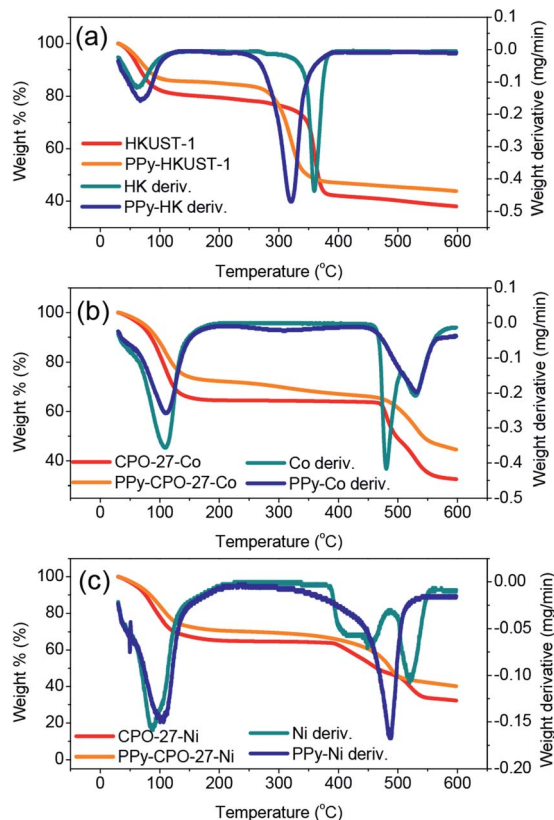 (a)
Weight % (%)
100
80
60
40
HKUST-1
PPy-HKUST-1
HK deriv.
PPy-HK deriv.
0.1
0.0
-0.1
-0.2
-0.3
-0.4
-0.5
Weight derivative (mg/min)
0 100 200 300 400 500 600
Temperature (°C)
(b)
Weight % (%)
100
80
60
40
CPO-27-Co Co deriv.
PPy-CPO-27-Co PPy-Co deriv.
0.1
0.0
-0.1
-0.2
-0.3
-0.4
-0.5
Weight derivative (mg/min)
0 100 200 300 400 500 600
Temperature (°C)
(c)
Weight % (%)
100
80
60
40
20
0
CPO-27-Ni Ni deriv.
PPy-CPO-27-Ni PPy-Ni deriv.
0.00
-0.05
-0.10
-0.15
-0.20
Weight derivative (mg/min)
0 100 200 300 400 500 600
Temperature (°C)